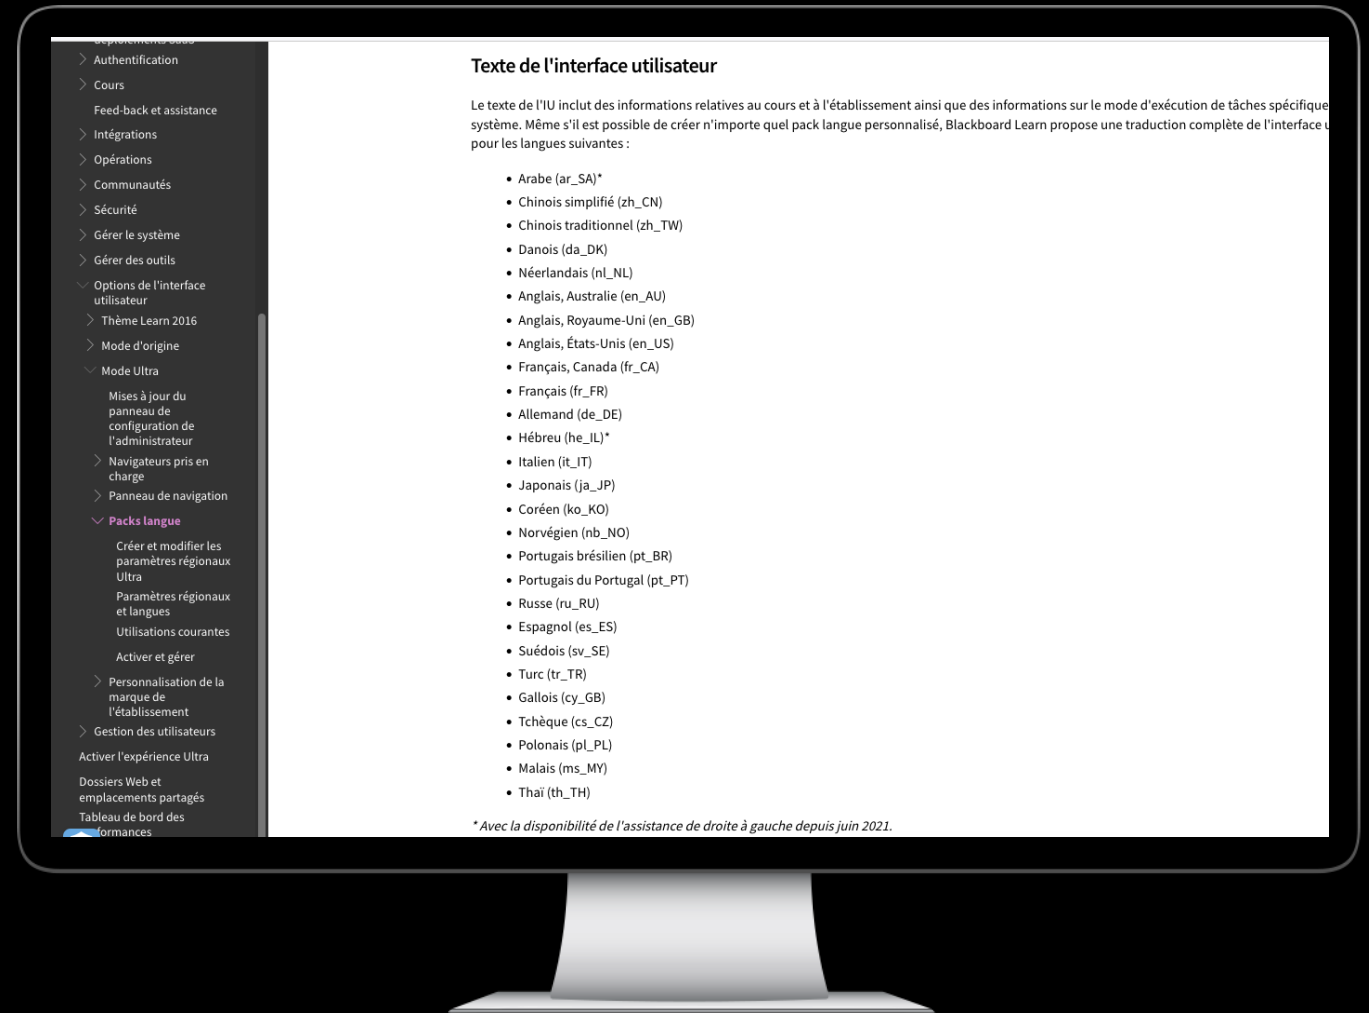 Authentification
Cours
Feed-back et assistance
Intégrations
Opérations
Communautés
Sécurité
Gérer le système
Gérer des outils
Options de l'interface
utilisateur
Thème Learn 2016
Mode d'origine
Mode Ultra
Mises à jour du
panneau de
configuration de
l'administrateur
Navigateurs pris en
charge
Panneau de navigation
Packs langue
Créer et modifier les
paramètres régionaux
Ultra
Paramètres régionaux
et langues
Utilisations courantes
Activer et gérer
Personnalisation de la
marque de
l'établissement
Gestion des utilisateurs
Activer l'expérience Ultra
Dossiers Web et
emplacements partagés
Tableau de bord des
Texte de l'interface utilisateur
Le texte de l'IU inclut des informations relatives au cours et à l'établissement ainsi que des informations sur le mode d'exécution de tâches spécifique
système. Même s'il est possible de créer n'importe quel pack langue personnalisé, Blackboard Learn propose une traduction complète de l'interface
pour les langues suivantes :
• Arabe (ar_SA)*
• Chinois simplifié (zh_CN)
• Chinois traditionnel (zh_TW)
• Danois (da_DK)
• Néerlandais (nl_NL)
• Anglais, Australie (en_AU)
• Anglais, Royaume-Uni (en_GB)
• Anglais, États-Unis (en_US)
• Français, Canada (fr_CA)
• Français (fr_FR)
• Allemand (de_DE)
• Hébreu (he_IL)*
• Italien (it_IT)
• Japonais (ja_JP)
• Coréen (ko_KO)
• Norvégien (nb_NO)
• Portugais brésilien (pt_BR)
• Portugais du Portugal (pt_PT)
• Russe (ru_RU)
• Espagnol (es_ES)
• Suédois (sv_SE)
• Turc (tr_TR)
• Gallois (cy_GB)
• Tchèque (cs_CZ)
• Polonais (pl_PL)
• Malais (ms_MY)
• Thaï (th_TH)
* Avec la disponibilité de l'assistance de droite à gauche depuis juin 2021.